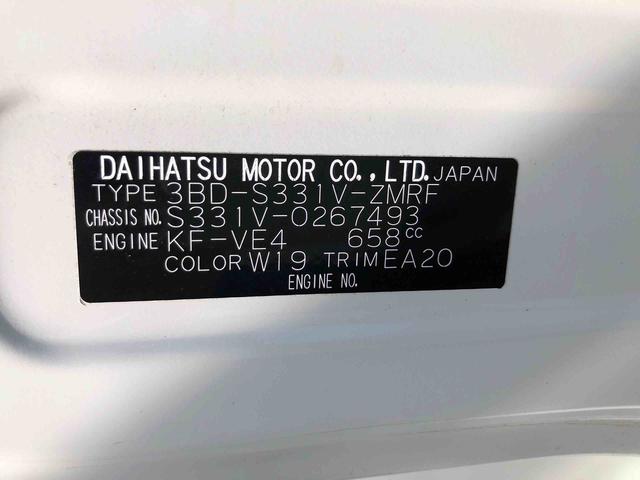 DAIHATSU MOTOR CO.,LTD. JAPAN
TYPE 3BD-S331V-ZMRF
CHASSIS NO. S331V-0267493
ENGINE KF-VE4 658cc
COLOR W19 TRIM EA20
ENGINE NO.